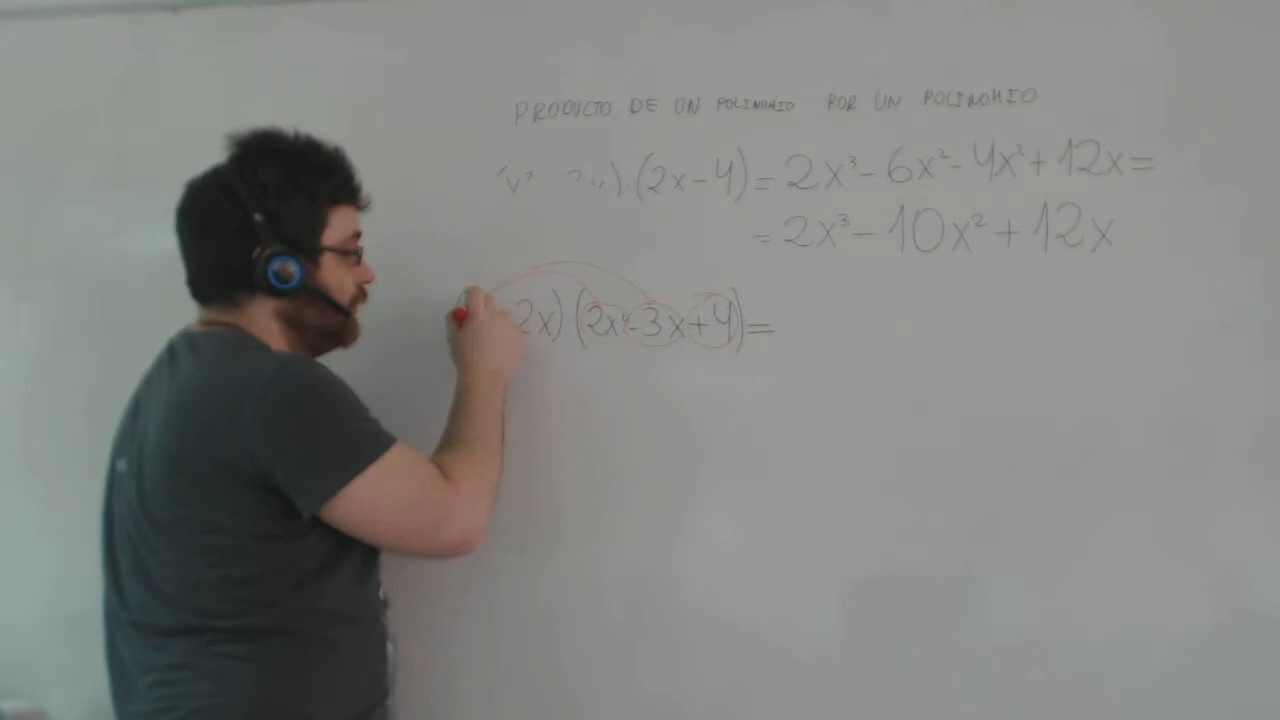 PRODUCTO DE UN POLINOMIO POR UN POLINOMIO
(2x-4)=2x³-6x²-4x²+12x=
=2x³-10x²+12x
2x)(2x⁴-3x+4)=